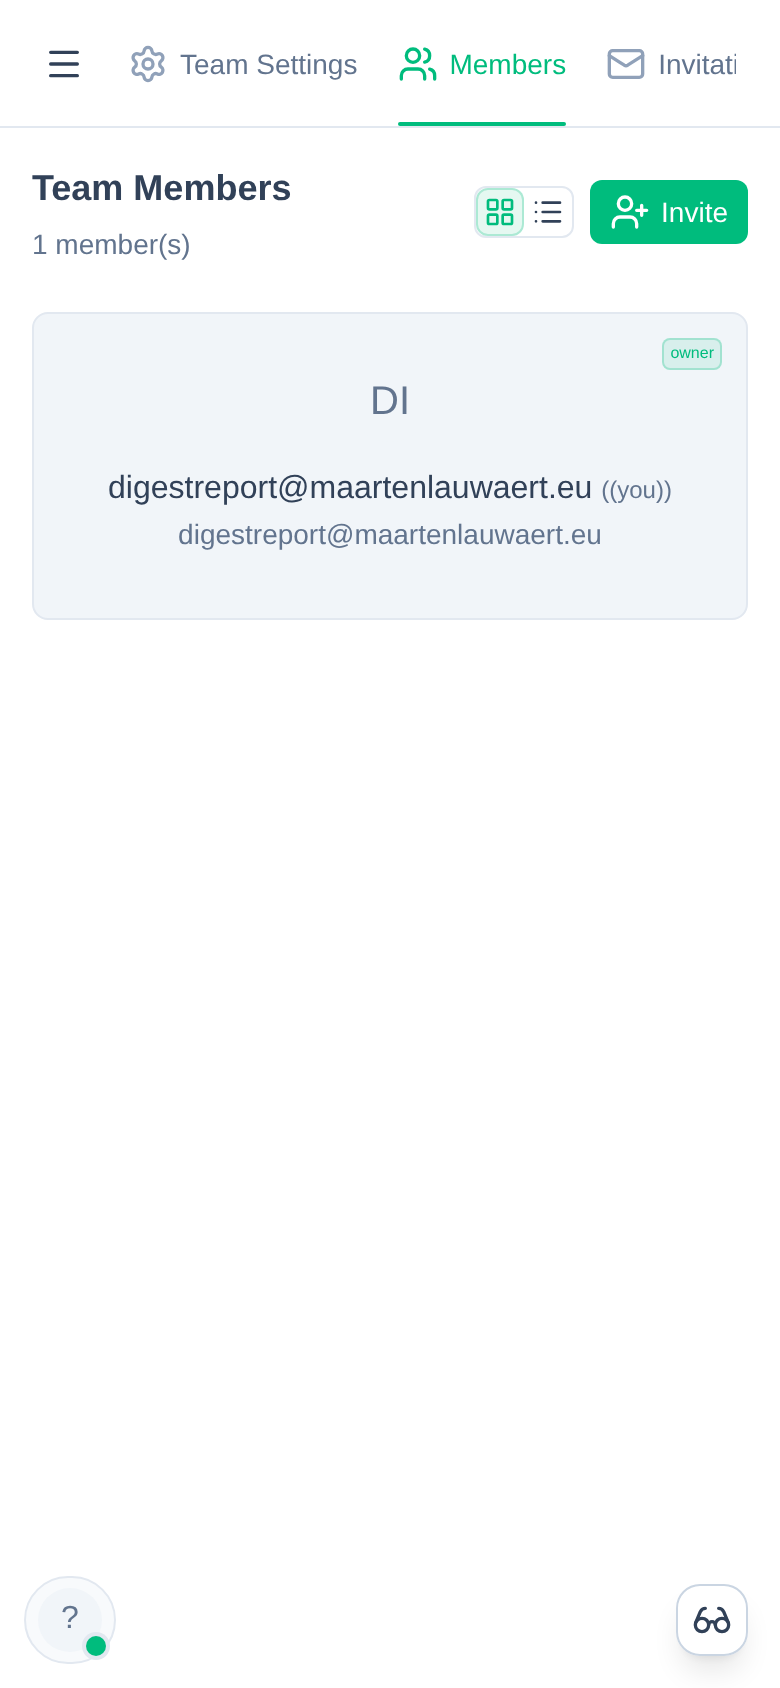 Team Settings
Members
Invitati
Team Members
1 member(s)
Invite
owner
DI
digestreport@maartenlauwaert.eu ((you))
digestreport@maartenlauwaert.eu
?